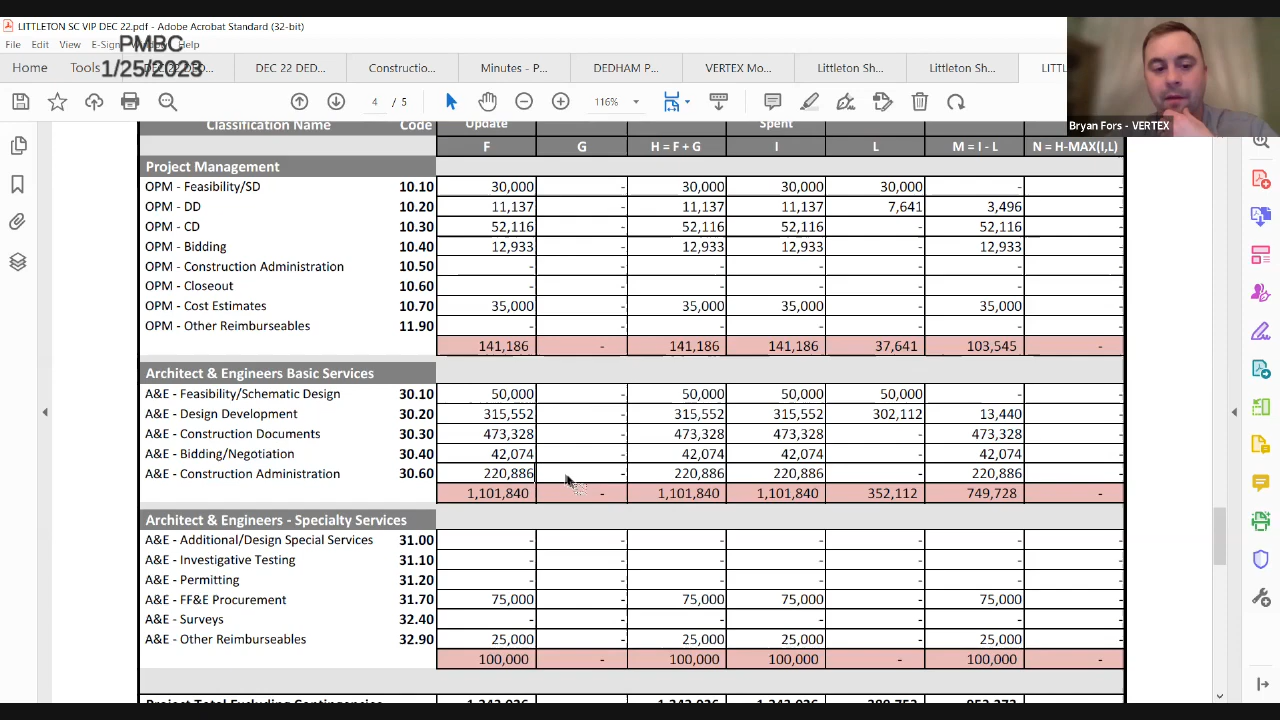 LITTLETON SC VIP DEC 22.pdf - Adobe Acrobat Standard (32-bit)
File Edit View E-Sign Help
PMBC
1/25/2023
Home Tools DEC 22 DED... Constructio... Minutes - P... DEDHAM P... VERTEX Mo... Littleton Sh... Littleton Sh... LITTL
4 / 5 116%
Bryan Fors - VERTEX
Classification Name Code Update Spent
F G H = F + G I L M = I - L N = H-MAX(I,L)
Project Management
OPM - Feasibility/SD 10.10 30,000 - 30,000 30,000 30,000 - -
OPM - DD 10.20 11,137 - 11,137 11,137 7,641 3,496 -
OPM - CD 10.30 52,116 - 52,116 52,116 - 52,116 -
OPM - Bidding 10.40 12,933 - 12,933 12,933 - 12,933 -
OPM - Construction Administration 10.50 - - - - - - -
OPM - Closeout 10.60 - - - - - - -
OPM - Cost Estimates 10.70 35,000 - 35,000 35,000 - 35,000 -
OPM - Other Reimburseables 11.90 - - - - - - -
141,186 - 141,186 141,186 37,641 103,545 -
Architect & Engineers Basic Services
A&E - Feasibility/Schematic Design 30.10 50,000 - 50,000 50,000 50,000 - -
A&E - Design Development 30.20 315,552 - 315,552 315,552 302,112 13,440 -
A&E - Construction Documents 30.30 473,328 - 473,328 473,328 - 473,328 -
A&E - Bidding/Negotiation 30.40 42,074 - 42,074 42,074 - 42,074 -
A&E - Construction Administration 30.60 220,886 - 220,886 220,886 - 220,886 -
1,101,840 - 1,101,840 1,101,840 352,112 749,728 -
Architect & Engineers - Specialty Services
A&E - Additional/Design Special Services 31.00 - - - - - - -
A&E - Investigative Testing 31.10 - - - - - - -
A&E - Permitting 31.20 - - - - - - -
A&E - FF&E Procurement 31.70 75,000 - 75,000 75,000 - 75,000 -
A&E - Surveys 32.40 - - - - - - -
A&E - Other Reimburseables 32.90 25,000 - 25,000 25,000 - 25,000 -
100,000 - 100,000 100,000 - 100,000 -
Project Total Excluding Contingencies